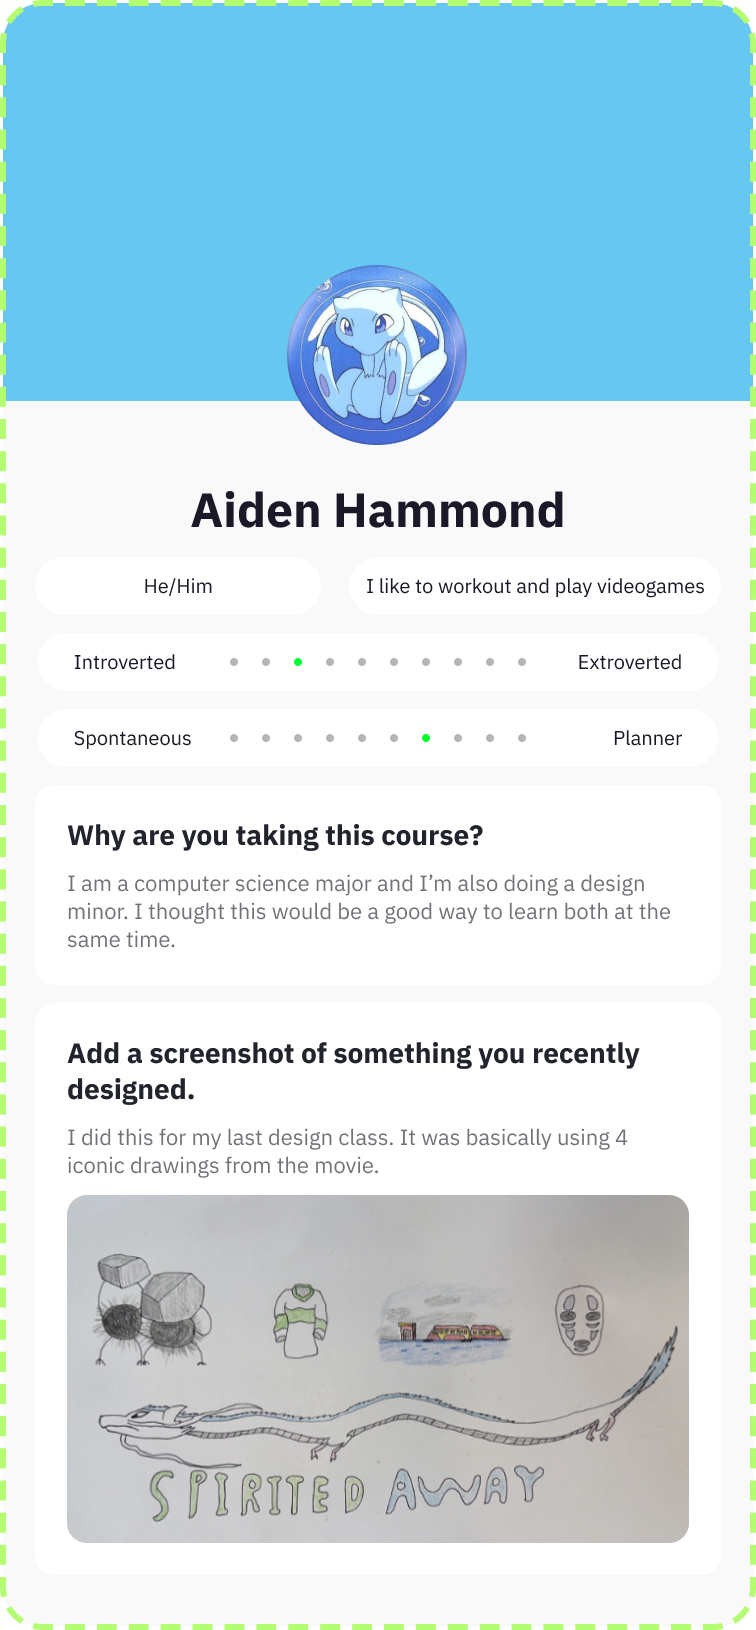 Aiden Hammond
He/Him
I like to workout and play videogames
Introverted
Extroverted
Spontaneous
Planner
Why are you taking this course?
I am a computer science major and I’m also doing a design
minor. I thought this would be a good way to learn both at the
same time.
Add a screenshot of something you recently
designed.
I did this for my last design class. It was basically using 4
iconic drawings from the movie.
SPIRITED AWAY